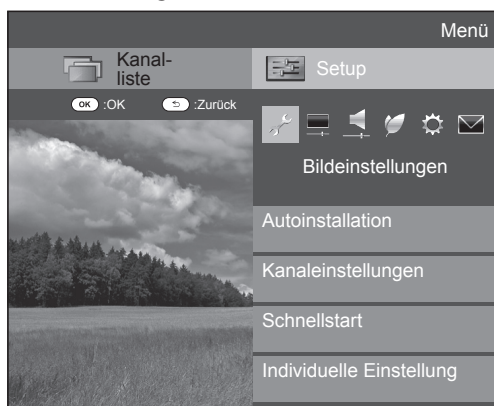 Menü
Kanal-
liste
Setup
OK :OK :Zurück
Bildeinstellungen
Autoinstallation
Kanaleinstellungen
Schnellstart
Individuelle Einstellung